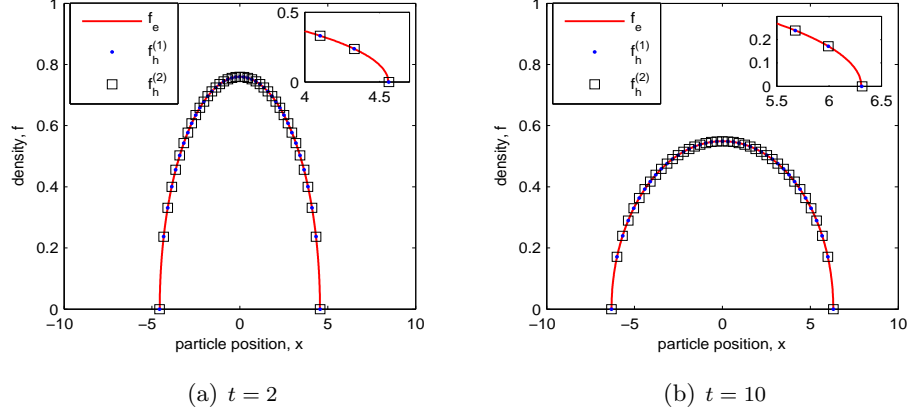 1
0.8
0.6
0.4
0.2
0
density, f
−10
−5
0
5
10
particle position, x
f_e
f_h^{(1)}
f_h^{(2)}
0.5
0
4
4.5
(a) t = 2
1
0.8
0.6
0.4
0.2
0
density, f
−10
−5
0
5
10
particle position, x
f_e
f_h^{(1)}
f_h^{(2)}
0.2
0.1
0
5.5
6
6.5
(b) t = 10